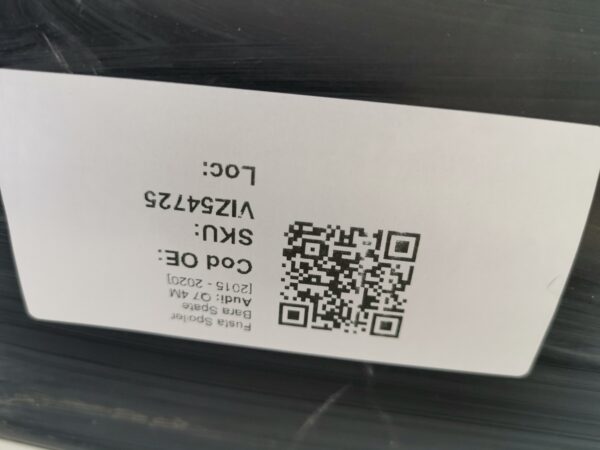 Fusta Spoiler
Bara Spate
Audi: Q7 4M
[2015 - 2020]
Cod OE:
SKU:
VIZ54725
Loc: